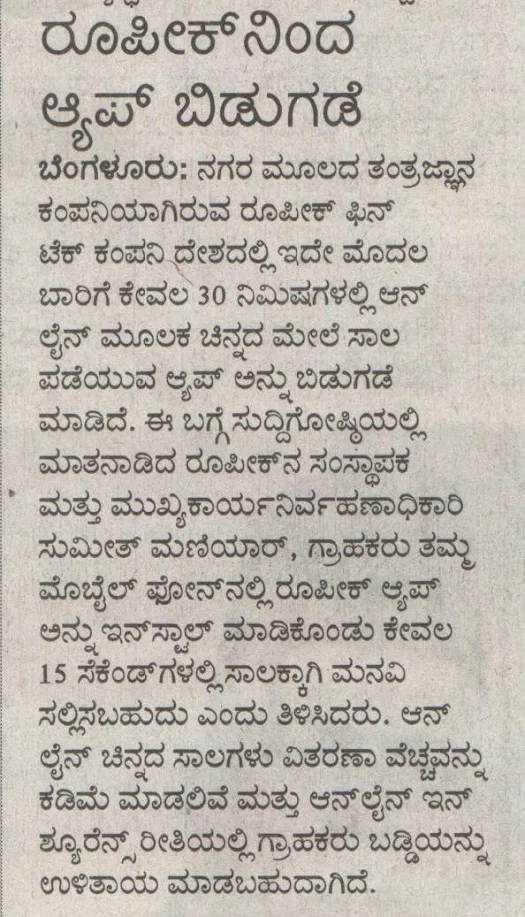 ರೂಪೀಕ್‌ನಿಂದ
ಆ್ಯಪ್ ಬಿಡುಗಡೆ
ಬೆಂಗಳೂರು: ನಗರ ಮೂಲದ ತಂತ್ರಜ್ಞಾನ
ಕಂಪನಿಯಾಗಿರುವ ರೂಪೀಕ್ ಫಿನ್
ಟೆಕ್ ಕಂಪನಿ ದೇಶದಲ್ಲಿ ಇದೇ ಮೊದಲ
ಬಾರಿಗೆ ಕೇವಲ 30 ನಿಮಿಷಗಳಲ್ಲಿ ಆನ್
ಲೈನ್ ಮೂಲಕ ಚಿನ್ನದ ಮೇಲೆ ಸಾಲ
ಪಡೆಯುವ ಆ್ಯಪ್ ಅನ್ನು ಬಿಡುಗಡೆ
ಮಾಡಿದೆ. ಈ ಬಗ್ಗೆ ಸುದ್ದಿಗೋಷ್ಠಿಯಲ್ಲಿ
ಮಾತನಾಡಿದ ರೂಪೀಕ್‌ನ ಸಂಸ್ಥಾಪಕ
ಮತ್ತು ಮುಖ್ಯಕಾರ್ಯನಿರ್ವಹಣಾಧಿಕಾರಿ
ಸುಮೀತ್ ಮಣಿಯಾರ್, ಗ್ರಾಹಕರು ತಮ್ಮ
ಮೊಬೈಲ್ ಫೋನ್‌ನಲ್ಲಿ ರೂಪೀಕ್ ಆ್ಯಪ್
ಅನ್ನು ಇನ್‌ಸ್ಟಾಲ್ ಮಾಡಿಕೊಂಡು ಕೇವಲ
15 ಸೆಕೆಂಡ್‌ಗಳಲ್ಲಿ ಸಾಲಕ್ಕಾಗಿ ಮನವಿ
ಸಲ್ಲಿಸಬಹುದು ಎಂದು ತಿಳಿಸಿದರು. ಆನ್
ಲೈನ್ ಚಿನ್ನದ ಸಾಲಗಳು ವಿತರಣಾ ವೆಚ್ಚವನ್ನು
ಕಡಿಮೆ ಮಾಡಲಿವೆ ಮತ್ತು ಆನ್‌ಲೈನ್ ಇನ್
ಶ್ಯೂರೆನ್ಸ್ ರೀತಿಯಲ್ಲಿ ಗ್ರಾಹಕರು ಬಡ್ಡಿಯನ್ನು
ಉಳಿತಾಯ ಮಾಡಬಹುದಾಗಿದೆ.